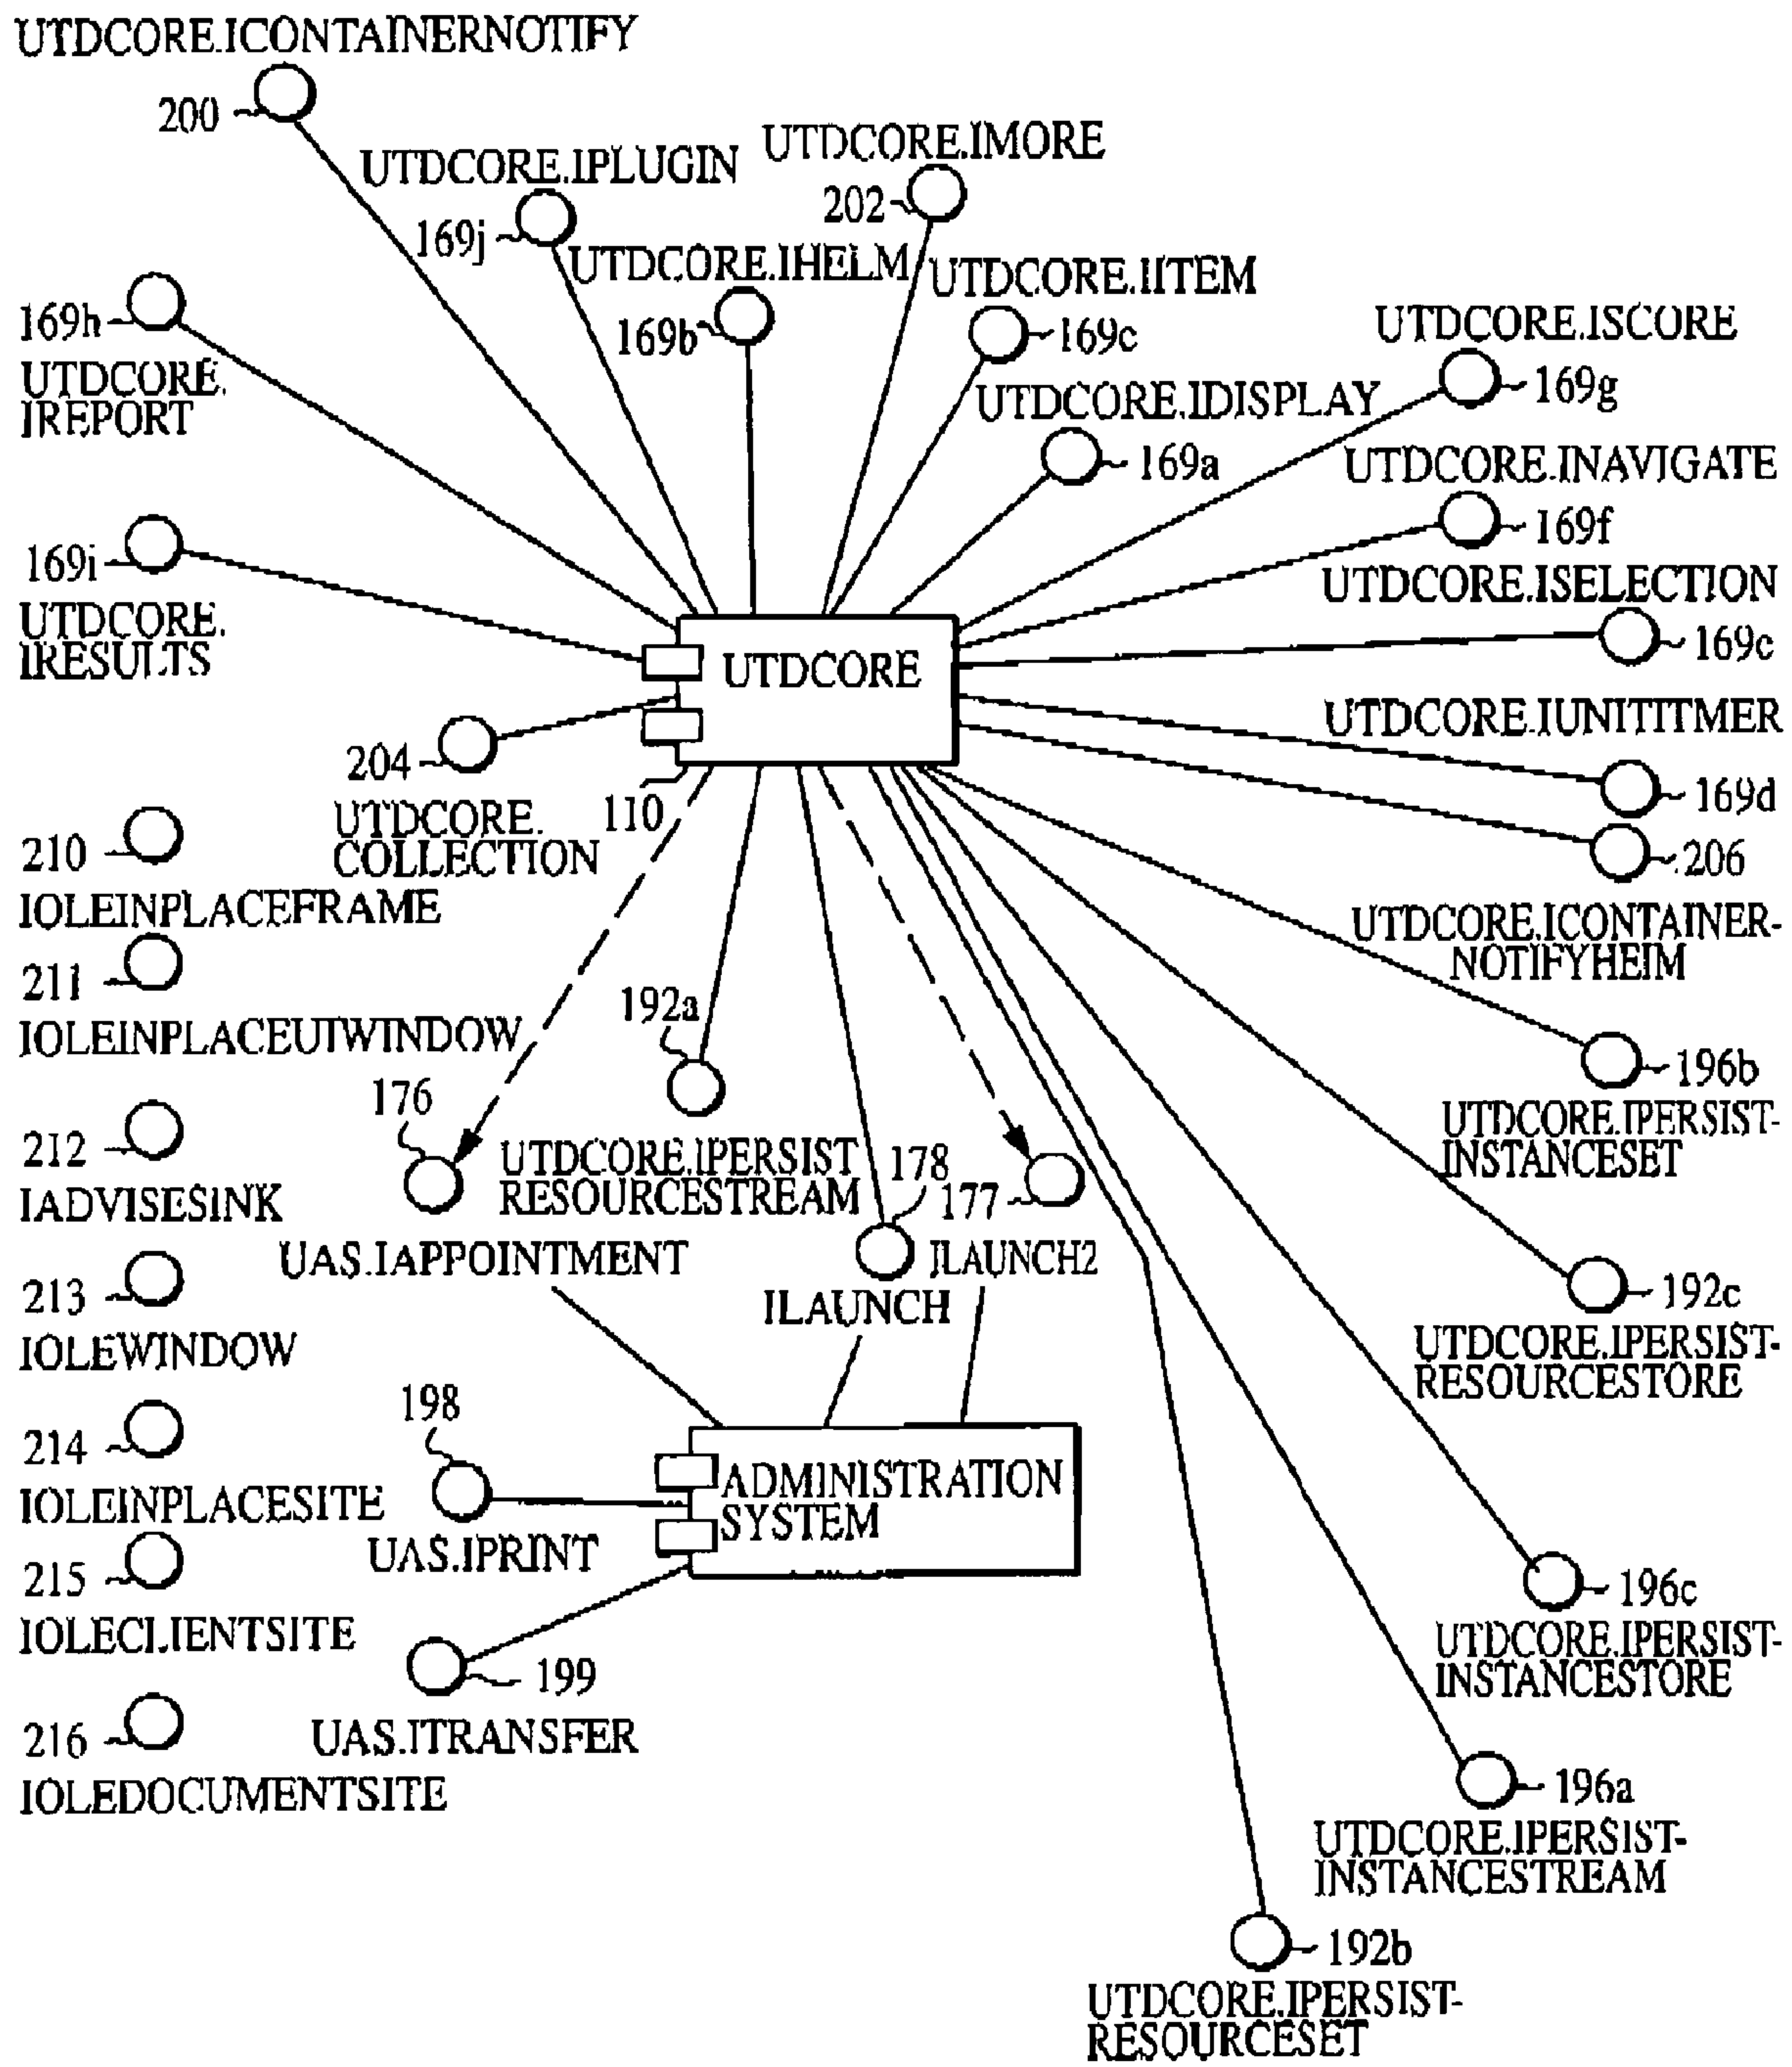 UTDCORE.ICONTAINERNOTIFY
200
UTDCORE.IPLUGIN
169j
UTDCORE.IMORE
202
UTDCORE.IHELM
169b
UTDCORE.IITEM
169c
169h
UTDCORE.
IREPORT
UTDCORE.ISCORE
169g
UTDCORE.IDISPLAY
169a
UTDCORE.INAVIGATE
169f
169i
UTDCORE.
IRESULTS
UTDCORE.ISELECTION
169c
UTDCORE
UTDCORE.IUNITITMER
169d
204
UTDCORE.
COLLECTION
110
206
UTDCORE.ICONTAINER-
NOTIFYHEIM
210
IOLEINPLACEFRAME
211
IOLEINPLACEUIWINDOW
192a
UTDCORE.IPERSIST
RESOURCESTREAM
196b
UTDCORE.IPERSIST-
INSTANCESET
176
UAS.IAPPOINTMENT
178
ILAUNCH
177
ILAUNCH2
212
IADVISESINK
213
IOLEWINDOW
192c
UTDCORE.IPERSIST-
RESOURCESTORE
214
IOLEINPLACESITE
198
UAS.IPRINT
ADMINISTRATION
SYSTEM
215
IOLECLIENTSITE
199
UAS.ITRANSFER
196c
UTDCORE.IPERSIST-
INSTANCESTORE
216
IOLEDOCUMENTSITE
196a
UTDCORE.IPERSIST-
INSTANCESTREAM
192b
UTDCORE.IPERSIST-
RESOURCESET